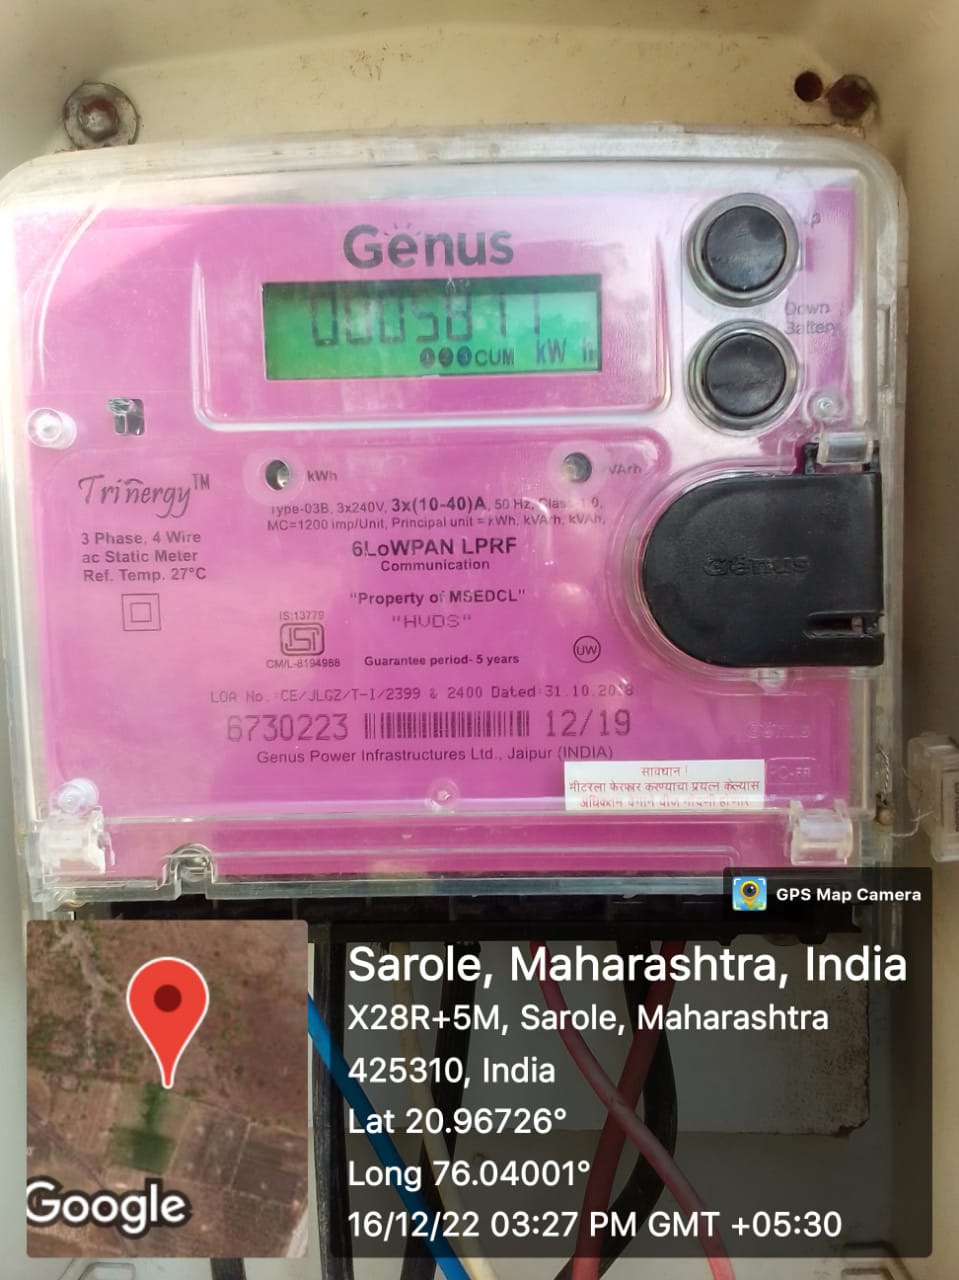 Genus
CUM kW h
Down
Battery
kWh
VArh
Trinergy™
3 Phase, 4 Wire
ac Static Meter
Ref. Temp. 27°C
Type-03B, 3x240V, 3x(10-40)A, 50 Hz, Class 1.0,
MC=1200 imp/Unit, Principal unit = kWh, kVArh, kVAh,
6LoWPAN LPRF
Communication
"Property of MSEDCL"
"HVDS"
IS:13779
ISI
CM/L-8194988
Guarantee period- 5 years
UW
Genus
LOA No.:CE/JLGZ/T-I/2399 & 2400 Dated:31.10.2018
6730223 12/19
Genus Power Infrastructures Ltd., Jaipur (INDIA)
Genus
सावधान !
मीटरला फेरफार करण्याचा प्रयत्न केल्यास
GPS Map Camera
Sarole, Maharashtra, India
X28R+5M, Sarole, Maharashtra
425310, India
Lat 20.96726°
Long 76.04001°
16/12/22 03:27 PM GMT +05:30
Google